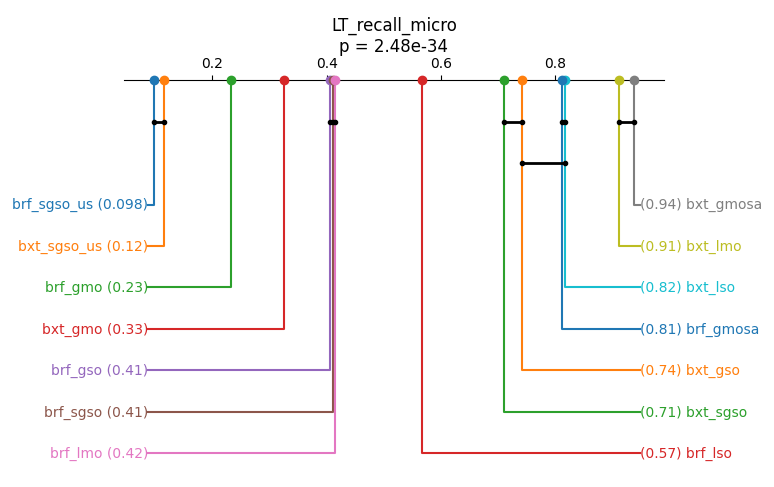 LT_recall_micro
p = 2.48e-34
0.2 0.4 0.6 0.8
brf_sgso_us (0.098) (0.94) bxt_gmosa
bxt_sgso_us (0.12) (0.91) bxt_lmo
brf_gmo (0.23) (0.82) bxt_lso
bxt_gmo (0.33) (0.81) brf_gmosa
brf_gso (0.41) (0.74) bxt_gso
brf_sgso (0.41) (0.71) bxt_sgso
brf_lmo (0.42) (0.57) brf_lso